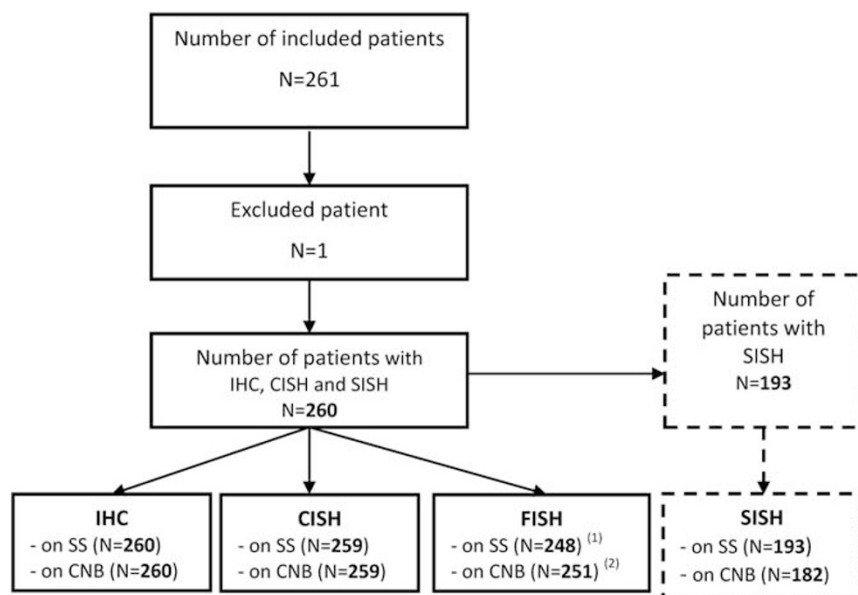 Number of included patients
N=261
Excluded patient
N=1
Number of patients with
IHC, CISH and SISH
N=260
Number of
patients with
SISH
N=193
IHC
- on SS (N=260)
- on CNB (N=260)
CISH
- on SS (N=259)
- on CNB (N=259)
FISH
- on SS (N=248) (1)
- on CNB (N=251) (2)
SISH
- on SS (N=193)
- on CNB (N=182)